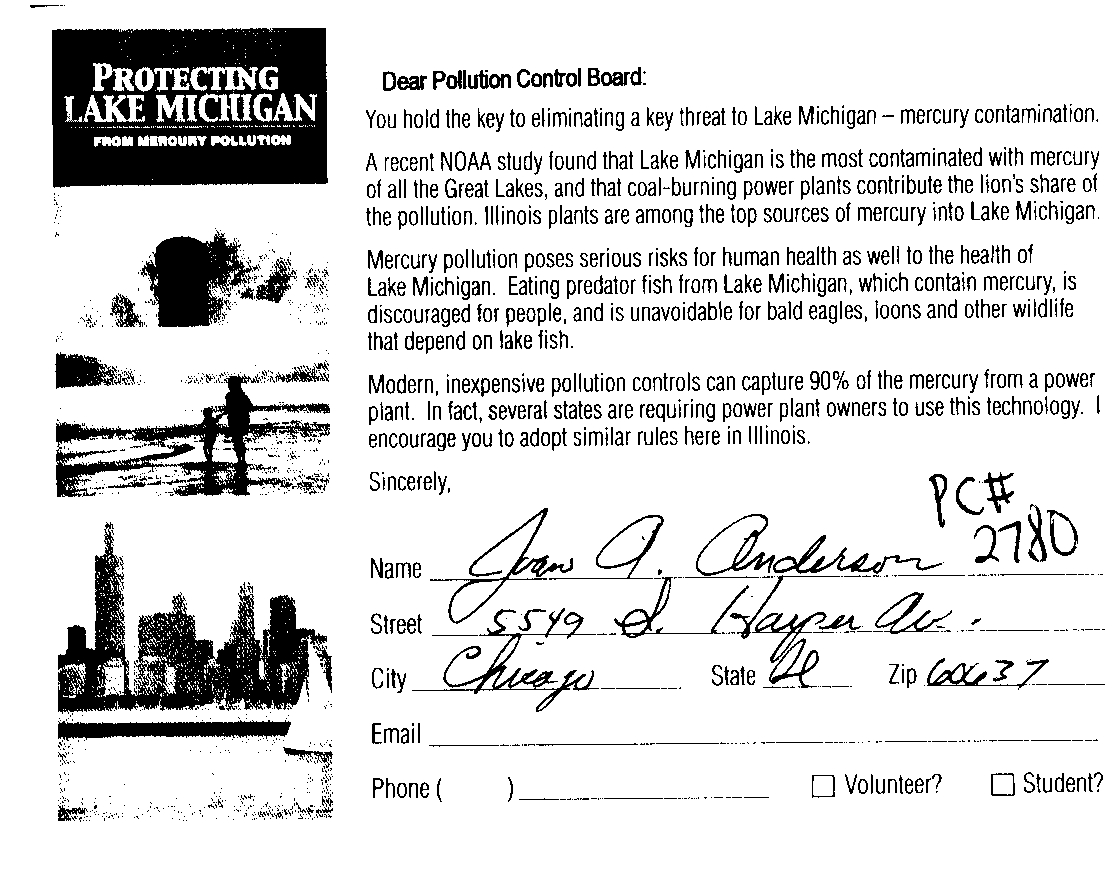 PROTECTING
LAKE MICHIGAN
FROM MERCURY POLLUTION
Dear Pollution Control Board:
You hold the key to eliminating a key threat to Lake Michigan – mercury contamination.
A recent NOAA study found that Lake Michigan is the most contaminated with mercury
of all the Great Lakes, and that coal-burning power plants contribute the lion's share of
the pollution. Illinois plants are among the top sources of mercury into Lake Michigan.
Mercury pollution poses serious risks for human health as well to the health of
Lake Michigan. Eating predator fish from Lake Michigan, which contain mercury, is
discouraged for people, and is unavoidable for bald eagles, loons and other wildlife
that depend on lake fish.
Modern, inexpensive pollution controls can capture 90% of the mercury from a power
plant. In fact, several states are requiring power plant owners to use this technology. I
encourage you to adopt similar rules here in Illinois.
Sincerely,
PC#
2780
Name Joan A. Anderson
Street 5549 S. Harper Av.
City Chicago State Il Zip 60637
Email
Phone ( ) Volunteer? Student?